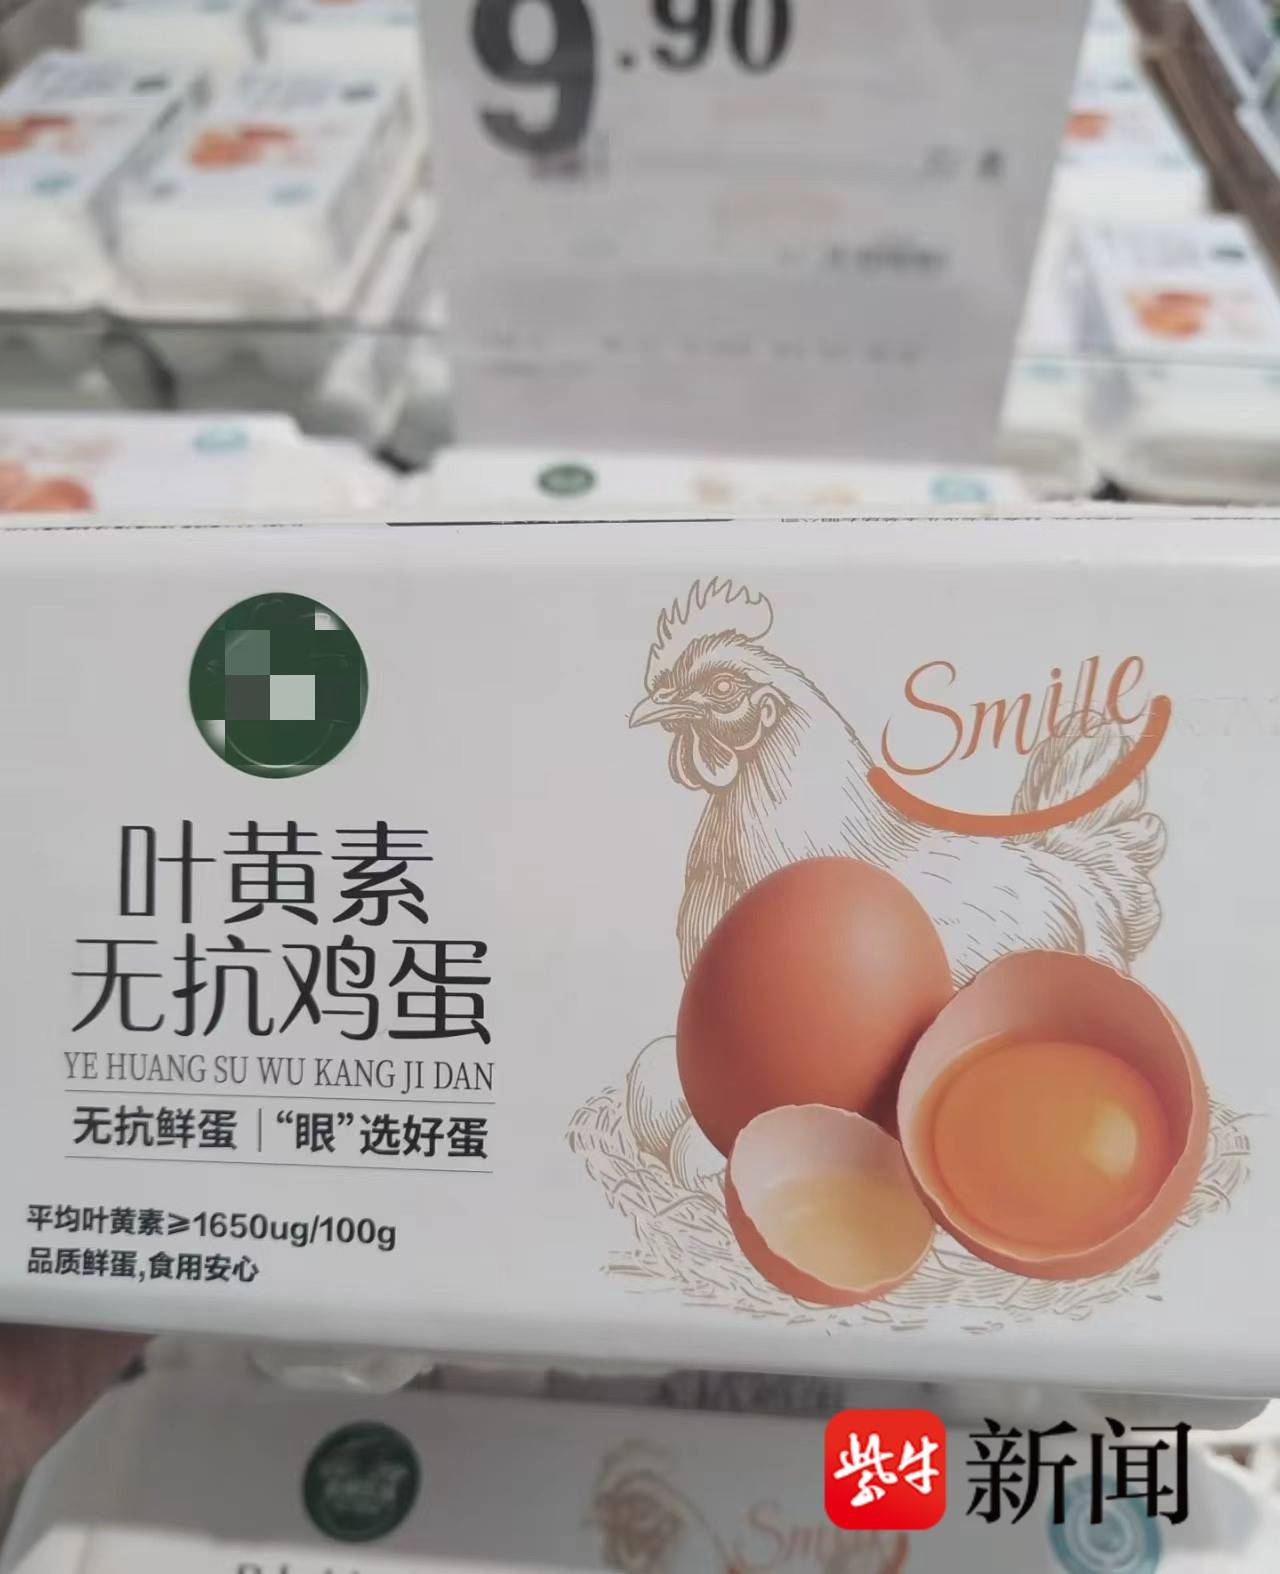 9.90
Smile
叶黄素
无抗鸡蛋
YE HUANG SU WU KANG JI DAN
无抗鲜蛋|“眼”选好蛋
平均叶黄素≥1650ug/100g
品质鲜蛋,食用安心
紫牛 新闻
Smile